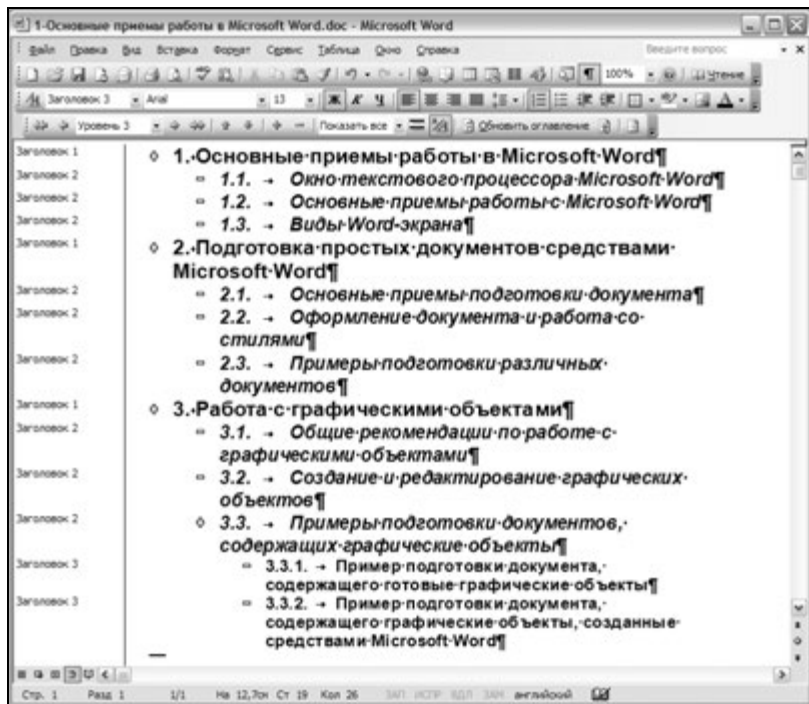 1-Основные приемы работы в Microsoft Word.doc - Microsoft Word
Файл Правка Вид Вставка Формат Сервис Таблица Окно Справка Введите вопрос
100% Чтение
Заголовок 3 Arial 13 Ж К Ч
Уровень 3 Показать все Обновить оглавление
Заголовок 1 1.·Основные·приемы·работы·в·Microsoft·Word¶
Заголовок 2 1.1. → Окно·текстового·процессора·Microsoft·Word¶
Заголовок 2 1.2. → Основные·приемы·работы·с·Microsoft·Word¶
Заголовок 2 1.3. → Виды·Word-экрана¶
Заголовок 1 2.·Подготовка·простых·документов·средствами·
Microsoft·Word¶
Заголовок 2 2.1. → Основные·приемы·подготовки·документа¶
Заголовок 2 2.2. → Оформление·документа·и·работа·со·
стилями¶
Заголовок 2 2.3. → Примеры·подготовки·различных·
документов¶
Заголовок 1 3.·Работа·с·графическими·объектами¶
Заголовок 2 3.1. → Общие·рекомендации·по·работе·с·
графическими·объектами¶
Заголовок 2 3.2. → Создание·и·редактирование·графических·
объектов¶
Заголовок 2 3.3. → Примеры·подготовки·документов,·
содержащих·графические·объекты¶
Заголовок 3 3.3.1. → Пример·подготовки·документа,·
содержащего·готовые·графические·объекты¶
Заголовок 3 3.3.2. → Пример·подготовки·документа,·
содержащего·графические·объекты,·созданные·
средствами·Microsoft·Word¶
Стр. 1 Разд 1 1/1 На 12,7см Ст 19 Кол 26 ЗАП ИСПР ВДЛ ЗАМ английский